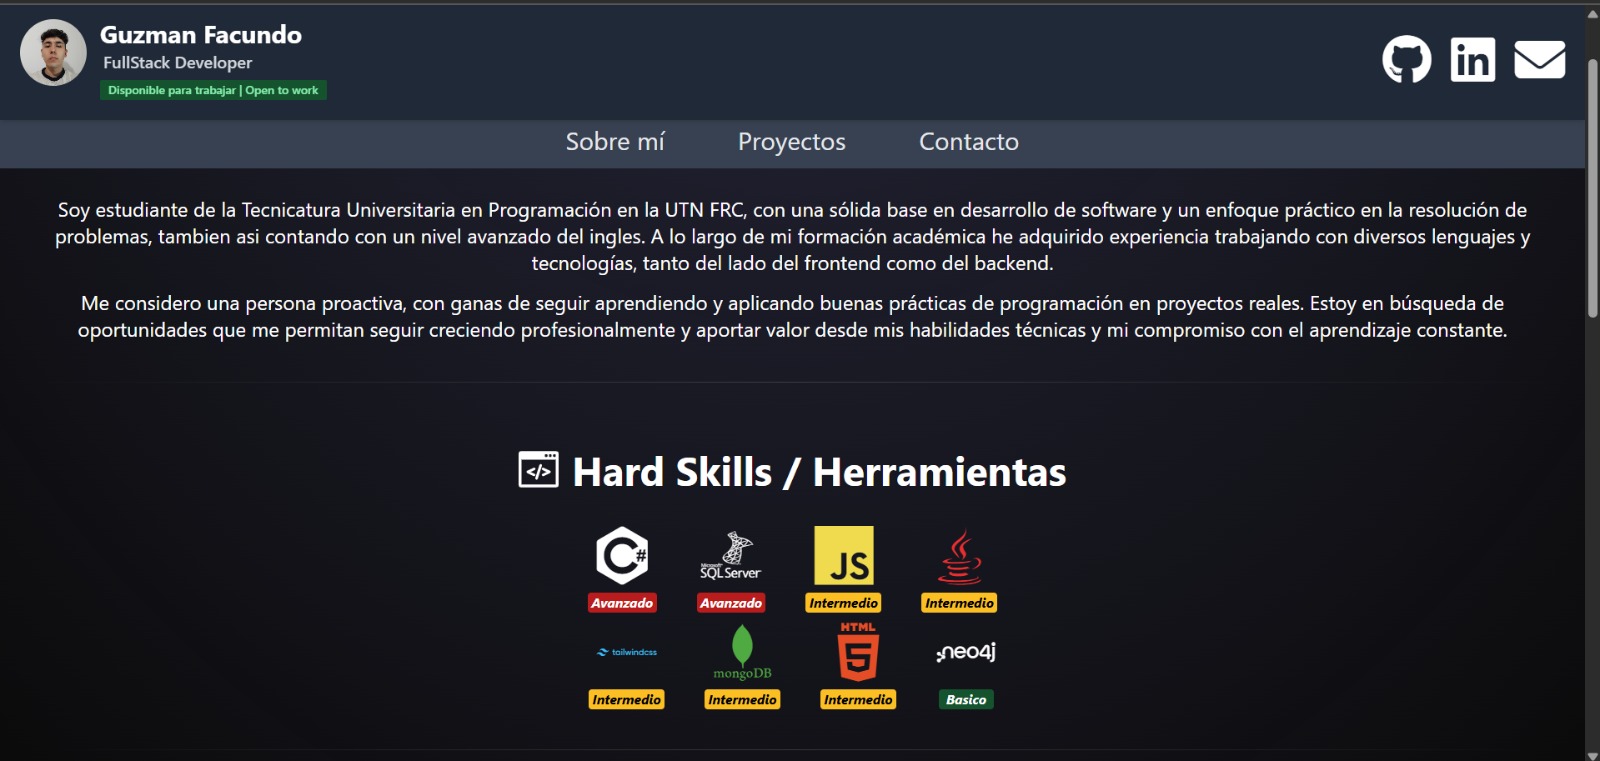 Guzman Facundo
FullStack Developer
Disponible para trabajar | Open to work
in
Sobre mí
Proyectos
Contacto
Soy estudiante de la Tecnicatura Universitaria en Programación en la UTN FRC, con una sólida base en desarrollo de software y un enfoque práctico en la resolución de
problemas, tambien asi contando con un nivel avanzado del ingles. A lo largo de mi formación académica he adquirido experiencia trabajando con diversos lenguajes y
tecnologías, tanto del lado del frontend como del backend.
Me considero una persona proactiva, con ganas de seguir aprendiendo y aplicando buenas prácticas de programación en proyectos reales. Estoy en búsqueda de
oportunidades que me permitan seguir creciendo profesionalmente y aportar valor desde mis habilidades técnicas y mi compromiso con el aprendizaje constante.
</> Hard Skills / Herramientas
C#
Microsoft
SQL Server
JS
Avanzado
Avanzado
Intermedio
Intermedio
tailwindcss
mongoDB
HTML
5
neo4j
Intermedio
Intermedio
Intermedio
Basico